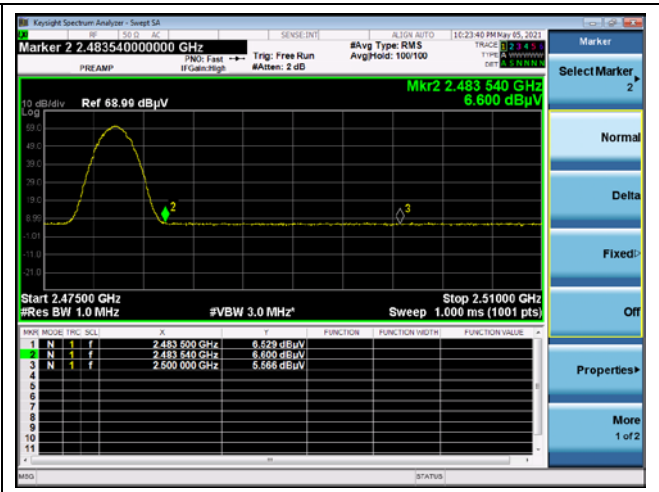 Keysight Spectrum Analyzer - Swept SA
RF 50 Ω AC SENSE:INT ALIGN AUTO 10:23:40 PM May 05, 2021
Marker 2 2.483540000000 GHz
PREAMP
PNO: Fast
IFGain:High
Trig: Free Run
#Atten: 2 dB
#Avg Type: RMS
Avg|Hold: 100/100
TRACE 1 2 3 4 5 6
TYPE A WWWWW
DET A S N N N N
Mkr2 2.483 540 GHz
6.600 dBµV
10 dB/div Ref 68.99 dBµV
Log
59.0
49.0
39.0
29.0
19.0
8.99
-1.01
-11.0
-21.0
2
3
Start 2.47500 GHz Stop 2.51000 GHz
#Res BW 1.0 MHz #VBW 3.0 MHz* Sweep 1.000 ms (1001 pts)
MKR MODE TRC SCL X Y FUNCTION FUNCTION WIDTH FUNCTION VALUE
1 N 1 f 2.483 500 GHz 6.529 dBµV
2 N 1 f 2.483 540 GHz 6.600 dBµV
3 N 1 f 2.500 000 GHz 5.566 dBµV
4
5
6
7
8
9
10
11
MSG STATUS
Marker
Select Marker
2
Normal
Delta
Fixed
Off
Properties
More
1 of 2